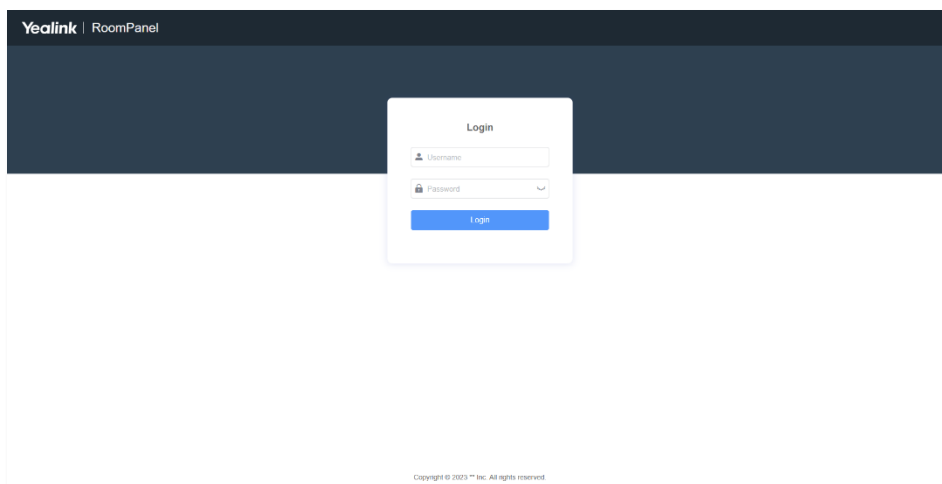 Yealink | RoomPanel
Login
Username
Password
Login
Copyright © 2023 ** Inc. All rights reserved.